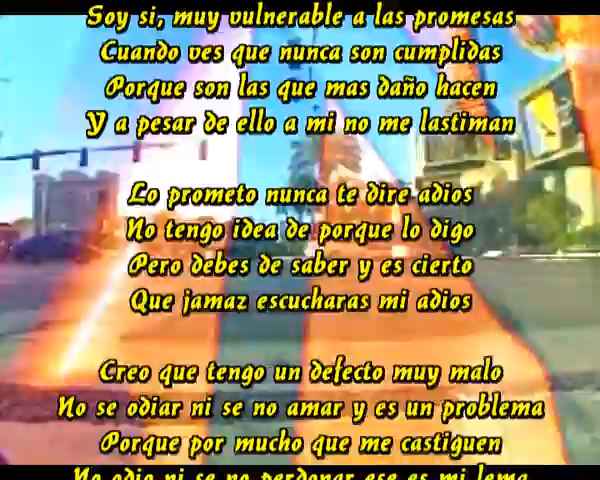 Soy si, muy vulnerable a las promesas
Cuando ves que nunca son cumplidas
Porque son las que mas daño hacen
Y a pesar de ello a mi no me lastiman
Lo prometo nunca te dire adios
No tengo idea de porque lo digo
Pero debes de saber y es cierto
Que jamaz escucharas mi adios
Creo que tengo un defecto muy malo
No se odiar ni se no amar y es un problema
Porque por mucho que me castiguen
No odio ni se no perdonar ese es mi lema